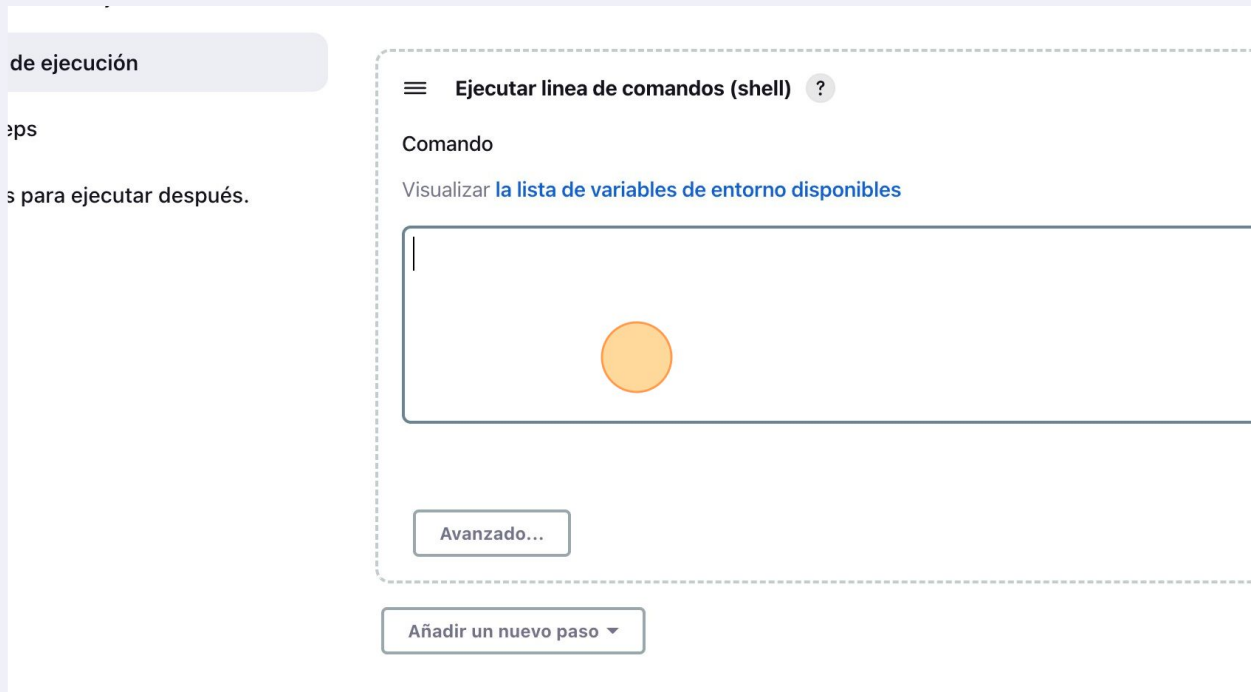 de ejecución
eps
s para ejecutar después.
Ejecutar linea de comandos (shell) ?
Comando
Visualizar la lista de variables de entorno disponibles
Avanzado...
Añadir un nuevo paso